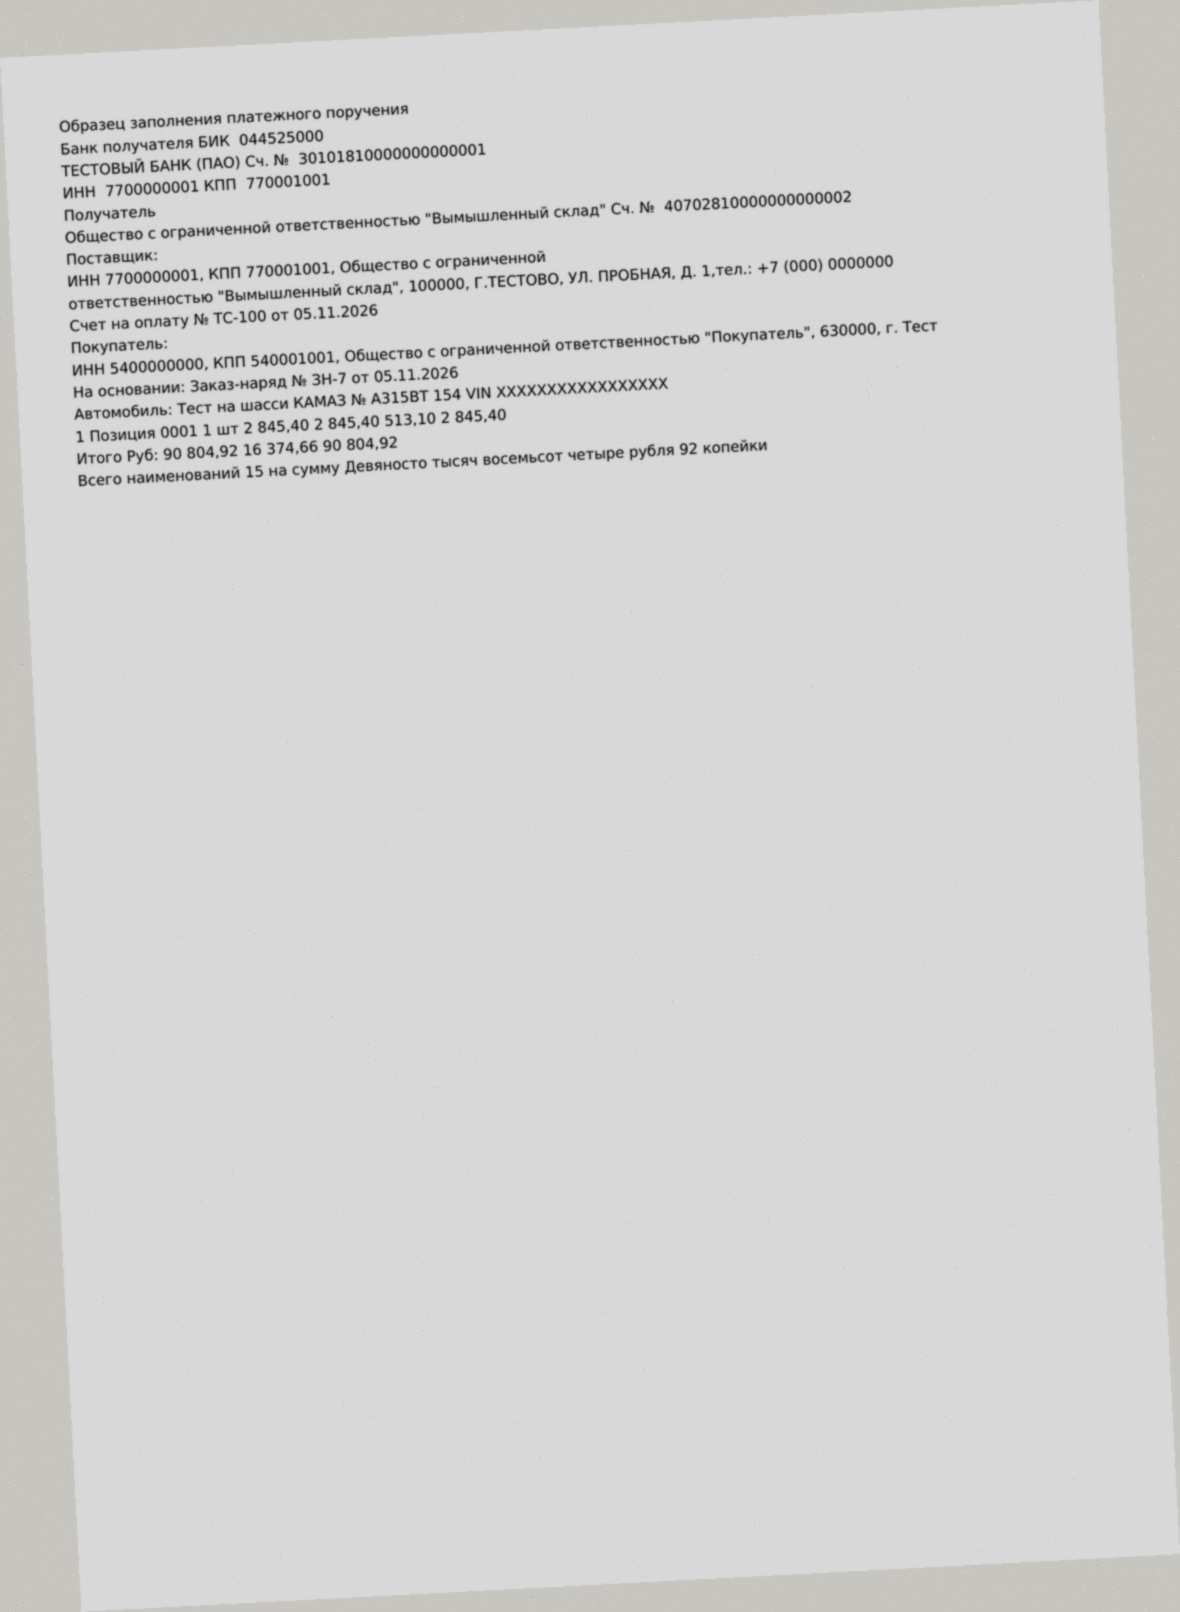 Образец заполнения платежного поручения
Банк получателя БИК  044525000
ТЕСТОВЫЙ БАНК (ПАО) Сч. №  30101810000000000001
ИНН  7700000001 КПП  770001001
Получатель
Общество с ограниченной ответственностью "Вымышленный склад" Сч. №  40702810000000000002
Поставщик:
ИНН 7700000001, КПП 770001001, Общество с ограниченной
ответственностью "Вымышленный склад", 100000, Г.ТЕСТОВО, УЛ. ПРОБНАЯ, Д. 1,тел.: +7 (000) 0000000
Счет на оплату № ТС-100 от 05.11.2026
Покупатель:
ИНН 5400000000, КПП 540001001, Общество с ограниченной ответственностью "Покупатель", 630000, г. Тест
На основании: Заказ-наряд № ЗН-7 от 05.11.2026
Автомобиль: Тест на шасси КАМАЗ № А315ВТ 154 VIN XXXXXXXXXXXXXXXXX
1 Позиция 0001 1 шт 2 845,40 2 845,40 513,10 2 845,40
Итого Руб: 90 804,92 16 374,66 90 804,92
Всего наименований 15 на сумму Девяносто тысяч восемьсот четыре рубля 92 копейки